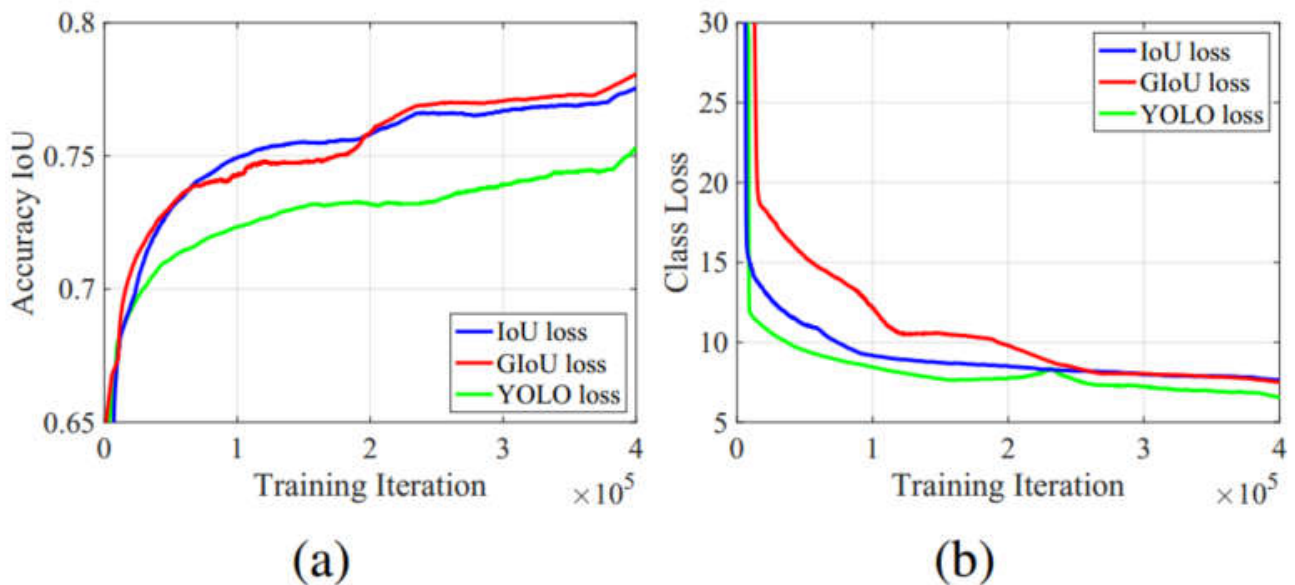 0.8
0.75
0.7
0.65
Accuracy IoU
IoU loss
GIoU loss
YOLO loss
0 1 2 3 4
Training Iteration ×10^5
(a)
30
25
20
15
10
5
Class Loss
IoU loss
GIoU loss
YOLO loss
0 1 2 3 4
Training Iteration ×10^5
(b)